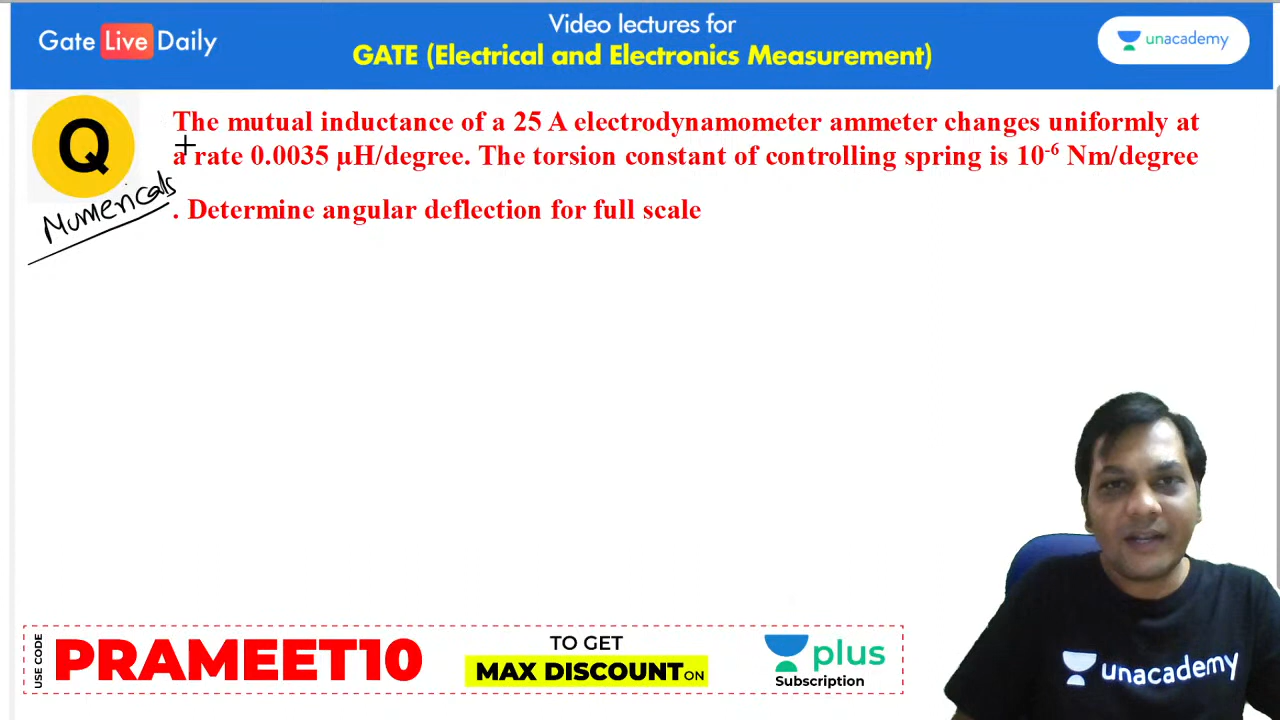 Gate Live Daily
Video lectures for
GATE (Electrical and Electronics Measurement)
unacademy
Q
Numericals
The mutual inductance of a 25 A electrodynamometer ammeter changes uniformly at
a rate 0.0035 µH/degree. The torsion constant of controlling spring is 10⁻⁶ Nm/degree
. Determine angular deflection for full scale
unacademy
USE CODE
PRAMEET10
TO GET
MAX DISCOUNT ON
plus
Subscription